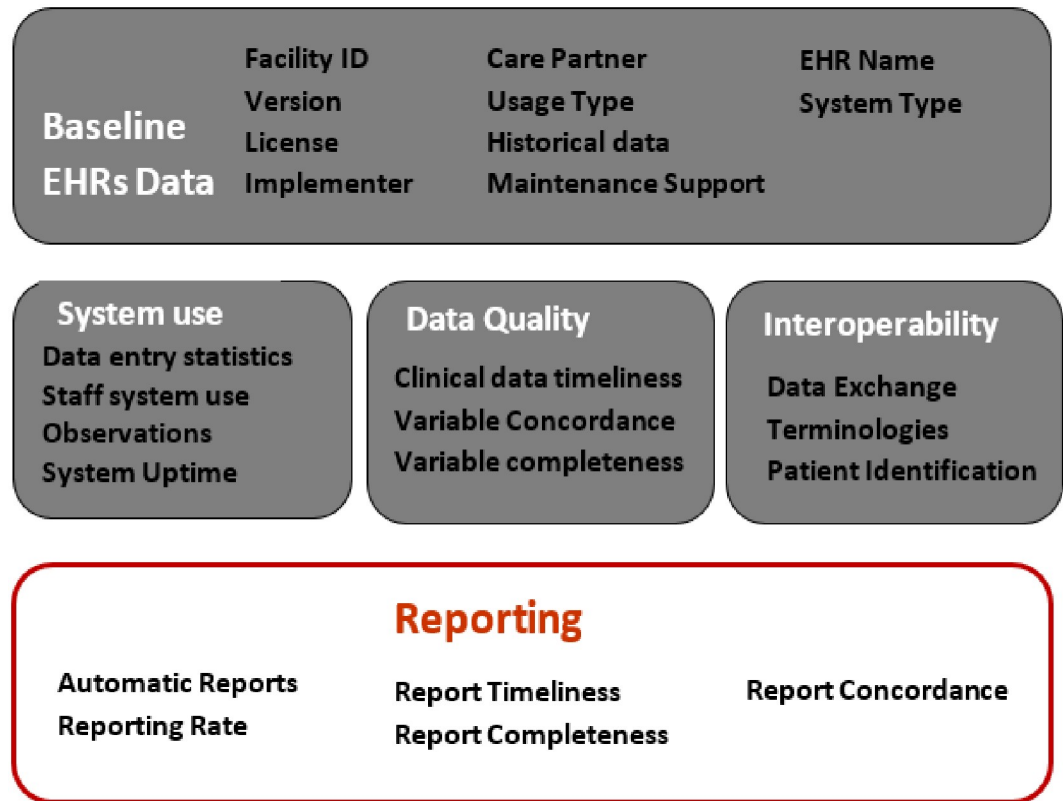 Baseline
EHRs Data
Facility ID
Version
License
Implementer
Care Partner
Usage Type
Historical data
Maintenance Support
EHR Name
System Type
System use
Data entry statistics
Staff system use
Observations
System Uptime
Data Quality
Clinical data timeliness
Variable Concordance
Variable completeness
Interoperability
Data Exchange
Terminologies
Patient Identification
Reporting
Automatic Reports
Reporting Rate
Report Timeliness
Report Completeness
Report Concordance